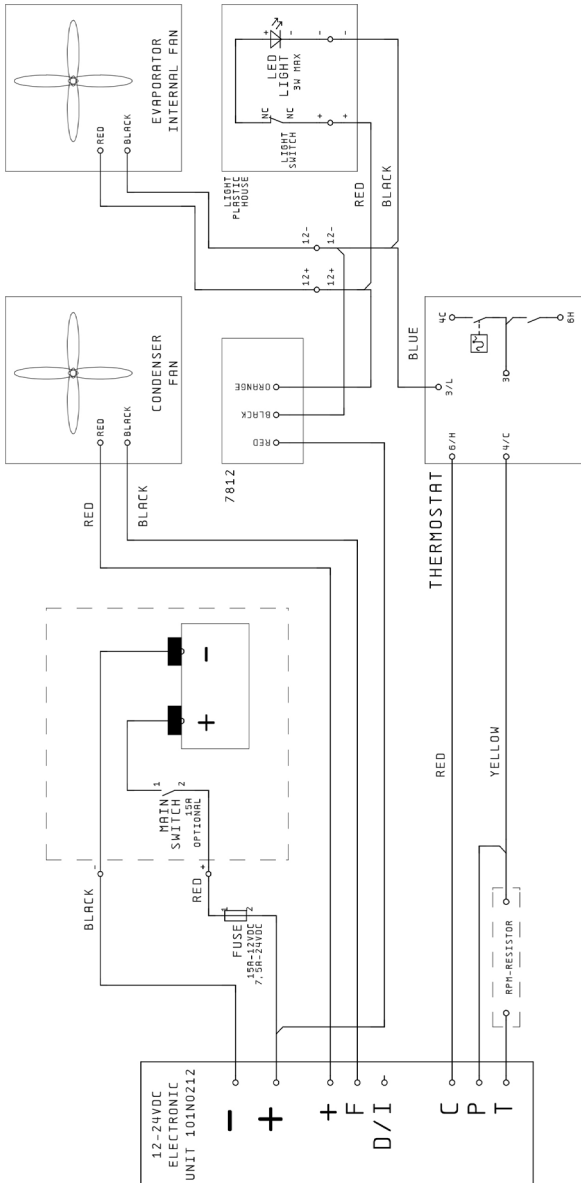 EVAPORATOR
INTERNAL FAN
RED
BLACK
+
-
-
-
LED
LIGHT
3W MAX
NC
NC
+
+
LIGHT
SWITCH
LIGHT
PLASTIC
HOUSE
RED
BLACK
12-
12-
12+
12+
CONDENSER
FAN
RED
BLACK
RED
BLACK
ORANGE
BLACK
RED
7812
BLUE
4C
3
6H
3/L
6/H
4/C
THERMOSTAT
-
+
1
2
MAIN
SWITCH
15A
OPTIONAL
-
+
BLACK
RED
1
2
FUSE
15A-12VDC
7.5A-24VDC
RED
YELLOW
RPM-RESISTOR
12-24VDC
ELECTRONIC
UNIT 101N0212
-
+
+
F
D/I
C
P
T